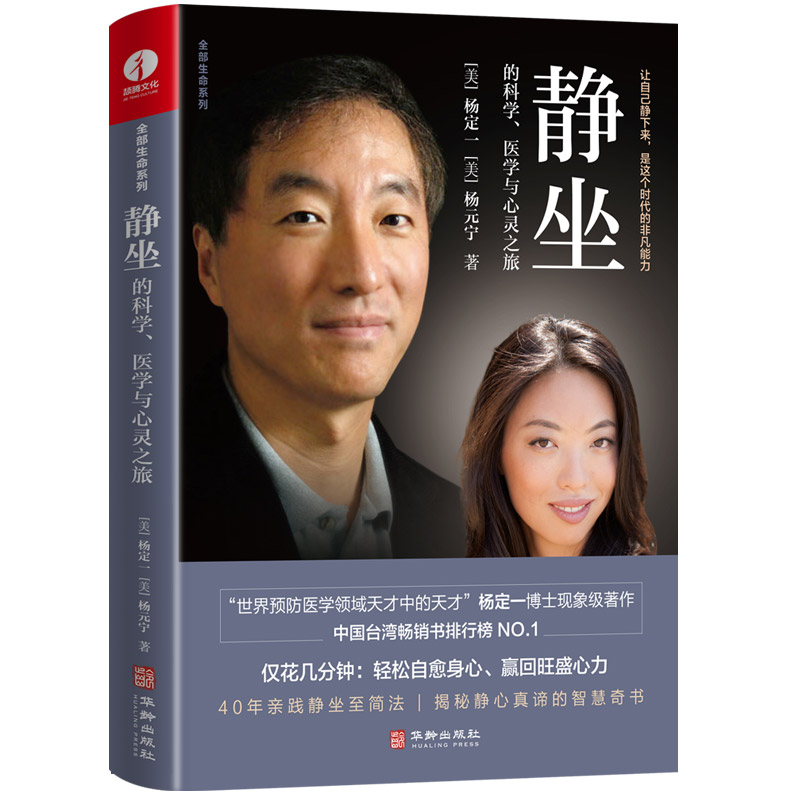 颉腾文化
JIE TENG CULTURE
全部生命系列
静坐
的科学、医学与心灵之旅
[美] 杨定一 [美] 杨元宁 著
华龄出版社
HUALING PRESS
全部生命系列
让自己静下来，是这个时代的非凡能力
静坐
的科学、医学与心灵之旅
[美] 杨定一 [美] 杨元宁 著
“世界预防医学领域天才中的天才”杨定一博士现象级著作
中国台湾畅销书排行榜 NO.1
仅花几分钟：轻松自愈身心、赢回旺盛心力
40年亲践静坐至简法 | 揭秘静心真谛的智慧奇书
华龄出版社
HUALING PRESS